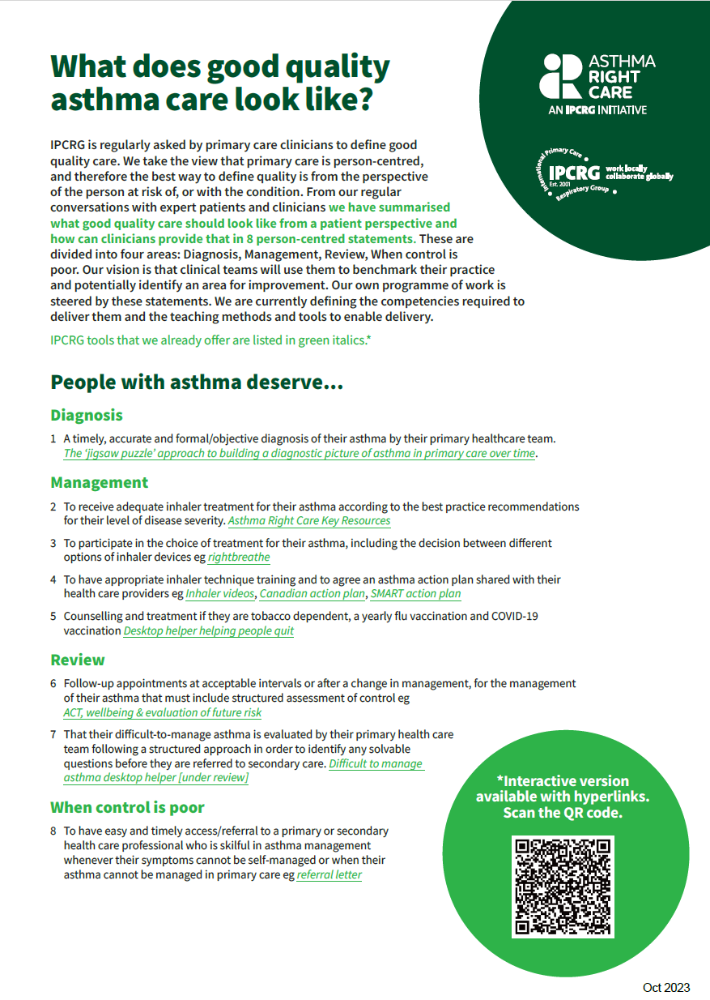 What does good quality
asthma care look like?
ASTHMA
RIGHT
CARE
AN IPCRG INITIATIVE
International Primary Care
IPCRG
Est. 2001
Respiratory Group
work locally
collaborate globally
IPCRG is regularly asked by primary care clinicians to define good
quality care. We take the view that primary care is person-centred,
and therefore the best way to define quality is from the perspective
of the person at risk of, or with the condition. From our regular
conversations with expert patients and clinicians we have summarised
what good quality care should look like from a patient perspective and
how can clinicians provide that in 8 person-centred statements. These are
divided into four areas: Diagnosis, Management, Review, When control is
poor. Our vision is that clinical teams will use them to benchmark their practice
and potentially identify an area for improvement. Our own programme of work is
steered by these statements. We are currently defining the competencies required to
deliver them and the teaching methods and tools to enable delivery.
IPCRG tools that we already offer are listed in green italics.*
People with asthma deserve...
Diagnosis
1 A timely, accurate and formal/objective diagnosis of their asthma by their primary healthcare team.
The ‘jigsaw puzzle’ approach to building a diagnostic picture of asthma in primary care over time.
Management
2 To receive adequate inhaler treatment for their asthma according to the best practice recommendations
for their level of disease severity. Asthma Right Care Key Resources
3 To participate in the choice of treatment for their asthma, including the decision between different
options of inhaler devices eg rightbreathe
4 To have appropriate inhaler technique training and to agree an asthma action plan shared with their
health care providers eg Inhaler videos, Canadian action plan, SMART action plan
5 Counselling and treatment if they are tobacco dependent, a yearly flu vaccination and COVID-19
vaccination Desktop helper helping people quit
Review
6 Follow-up appointments at acceptable intervals or after a change in management, for the management
of their asthma that must include structured assessment of control eg
ACT, wellbeing & evaluation of future risk
7 That their difficult-to-manage asthma is evaluated by their primary health care
team following a structured approach in order to identify any solvable
questions before they are referred to secondary care. Difficult to manage
asthma desktop helper [under review]
When control is poor
8 To have easy and timely access/referral to a primary or secondary
health care professional who is skilful in asthma management
whenever their symptoms cannot be self-managed or when their
asthma cannot be managed in primary care eg referral letter
*Interactive version
available with hyperlinks.
Scan the QR code.
Oct 2023